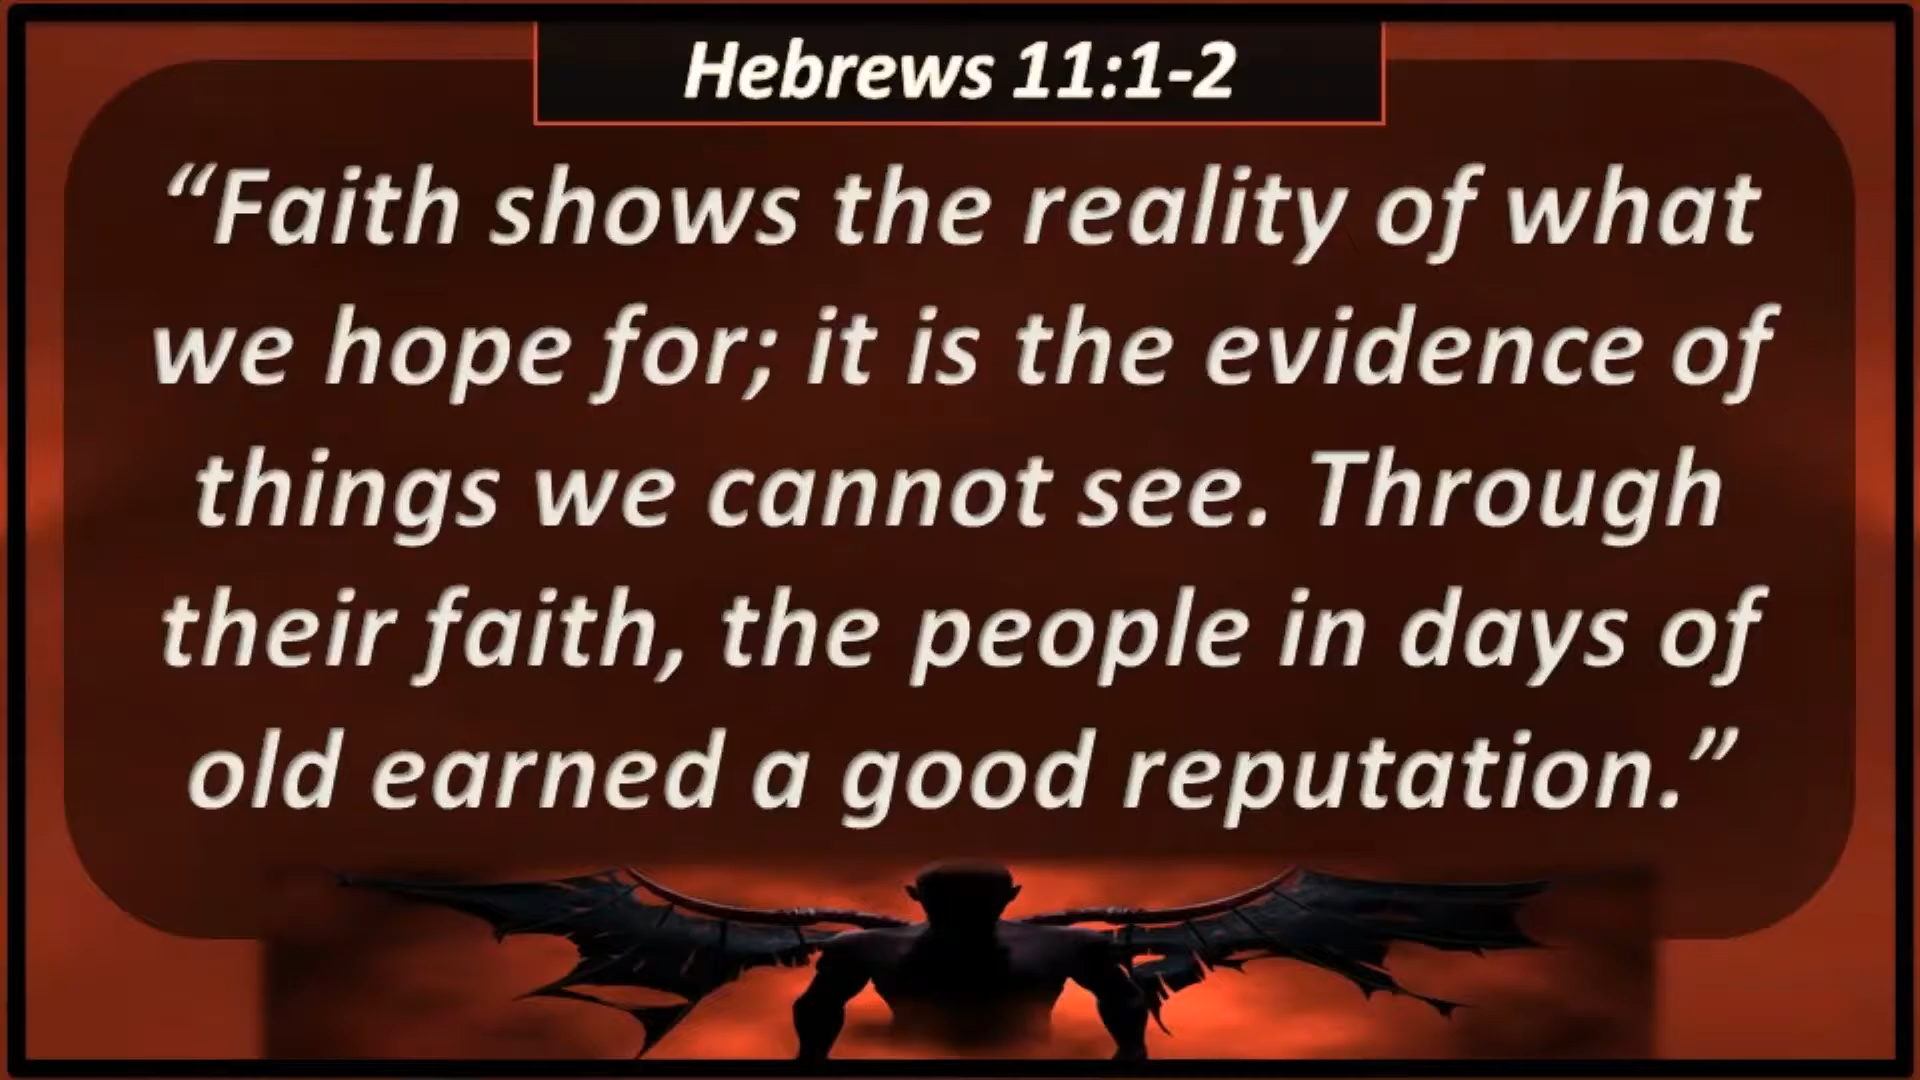 Hebrews 11:1-2
“Faith shows the reality of what
we hope for; it is the evidence of
things we cannot see. Through
their faith, the people in days of
old earned a good reputation.”